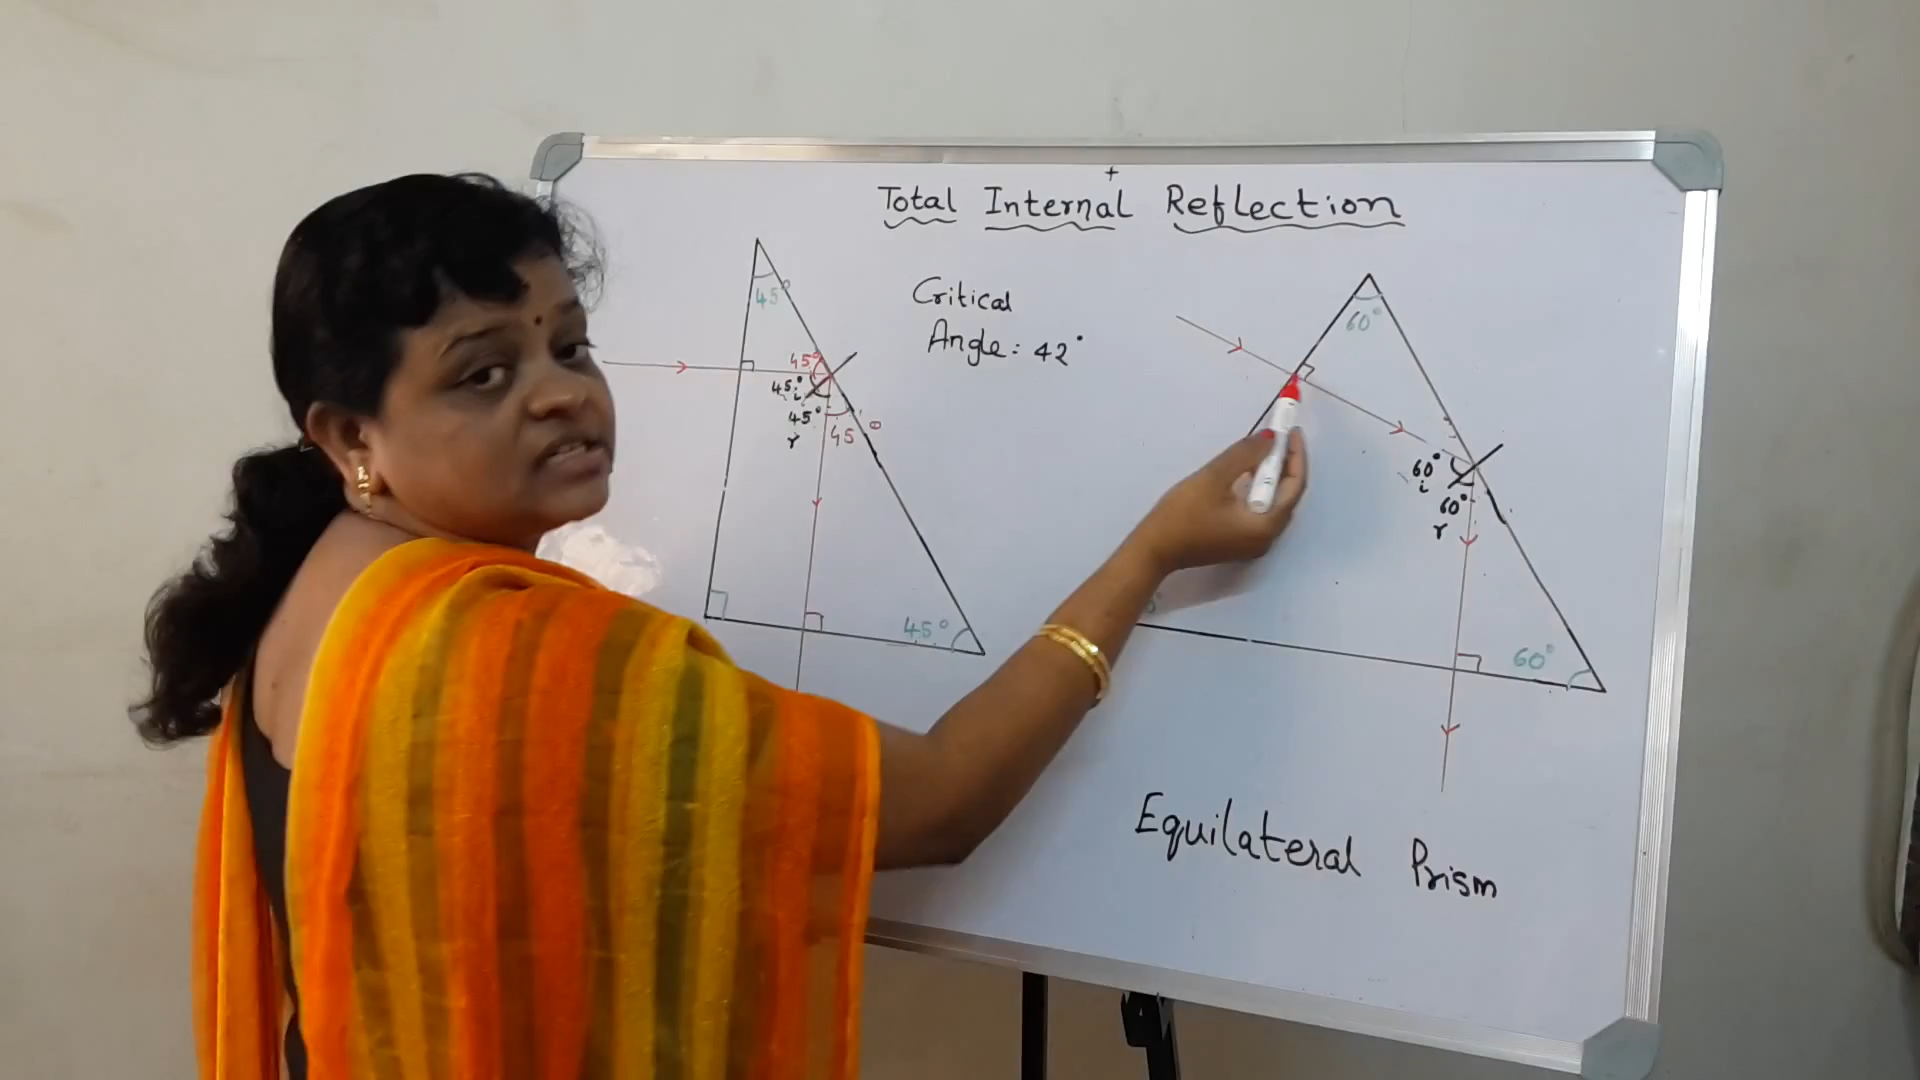 Total Internal Reflection
Critical
Angle: 42°
45°
45°
45° i
45°
r
45°
45°
60°
60°
i
60°
r
60°
Equilateral Prism